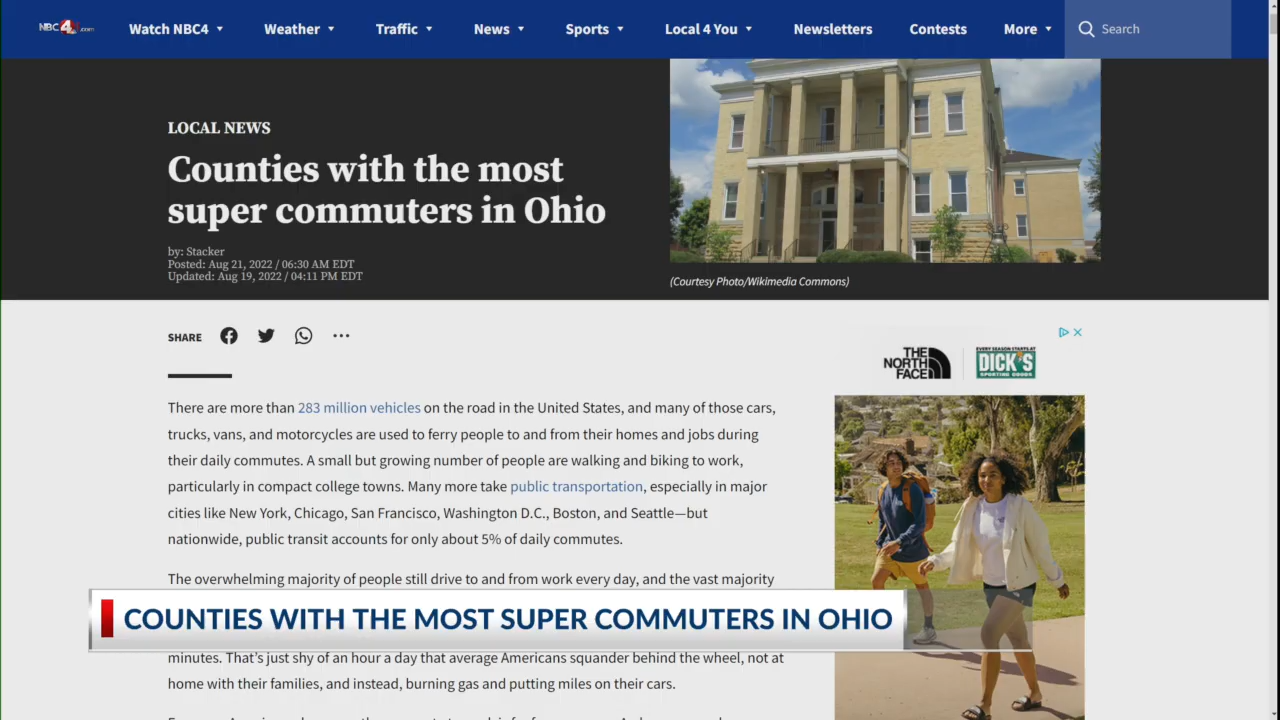 NBC4i.com
Watch NBC4 Weather Traffic News Sports Local 4 You Newsletters Contests More Search
LOCAL NEWS
Counties with the most
super commuters in Ohio
by: Stacker
Posted: Aug 21, 2022 / 06:30 AM EDT
Updated: Aug 19, 2022 / 04:11 PM EDT
(Courtesy Photo/Wikimedia Commons)
SHARE
THE
NORTH
FACE
EVERY SEASON STARTS AT
DICK'S
SPORTING GOODS
There are more than 283 million vehicles on the road in the United States, and many of those cars,
trucks, vans, and motorcycles are used to ferry people to and from their homes and jobs during
their daily commutes. A small but growing number of people are walking and biking to work,
particularly in compact college towns. Many more take public transportation, especially in major
cities like New York, Chicago, San Francisco, Washington D.C., Boston, and Seattle—but
nationwide, public transit accounts for only about 5% of daily commutes.
The overwhelming majority of people still drive to and from work every day, and the vast majority
COUNTIES WITH THE MOST SUPER COMMUTERS IN OHIO
minutes. That's just shy of an hour a day that average Americans squander behind the wheel, not at
home with their families, and instead, burning gas and putting miles on their cars.